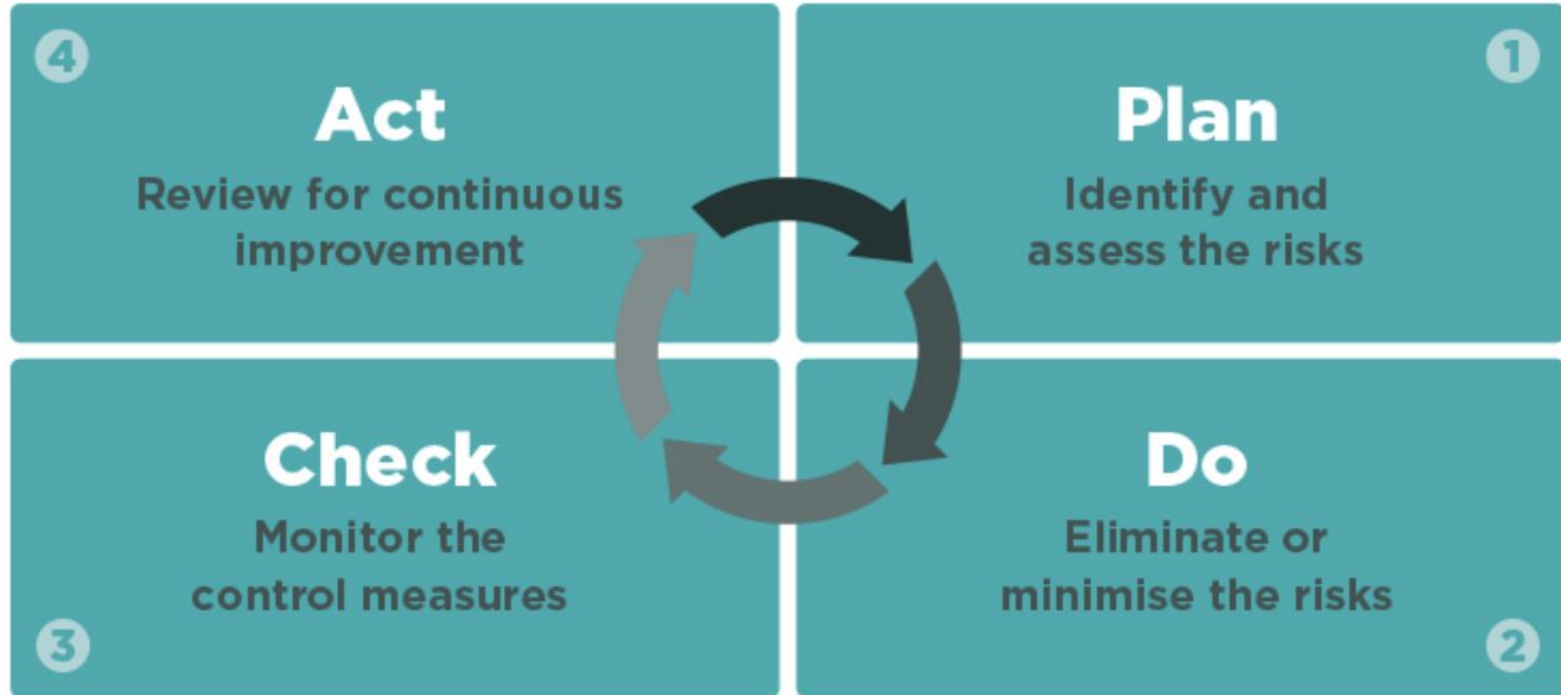 4
Act
Review for continuous
improvement
1
Plan
Identify and
assess the risks
Check
Monitor the
control measures
3
Do
Eliminate or
minimise the risks
2